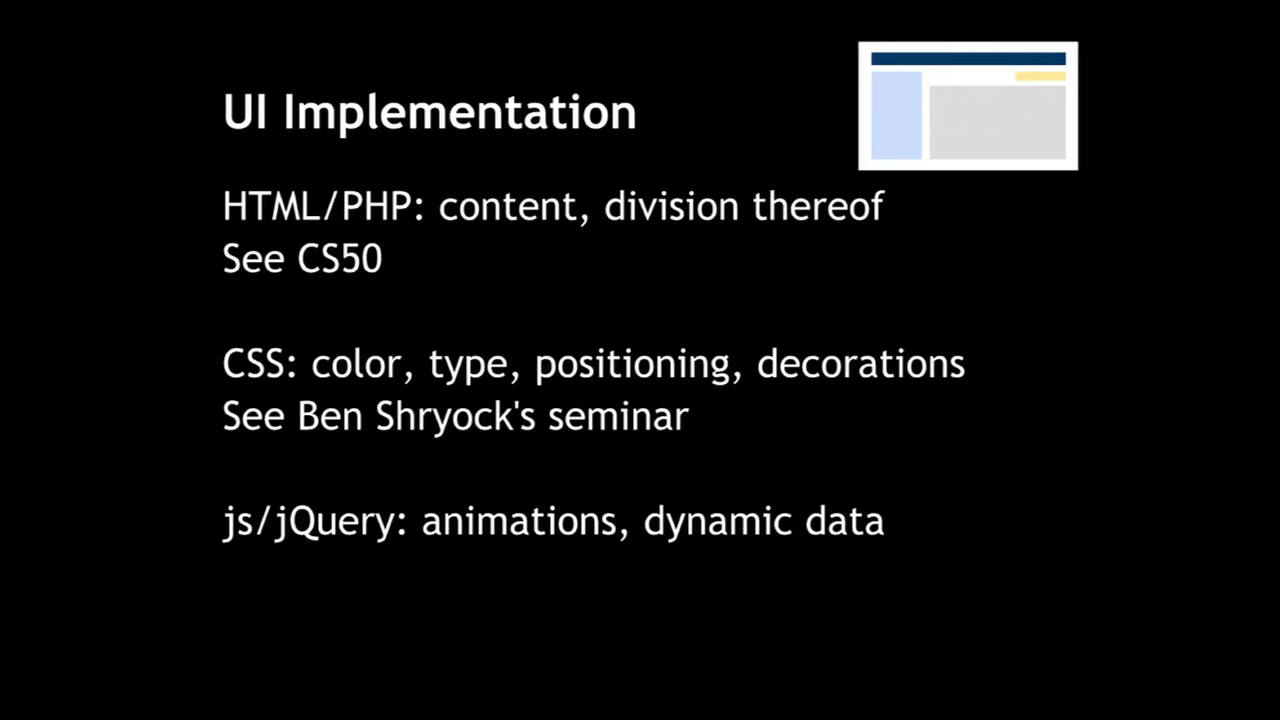 UI Implementation
HTML/PHP: content, division thereof
See CS50
CSS: color, type, positioning, decorations
See Ben Shryock's seminar
js/jQuery: animations, dynamic data